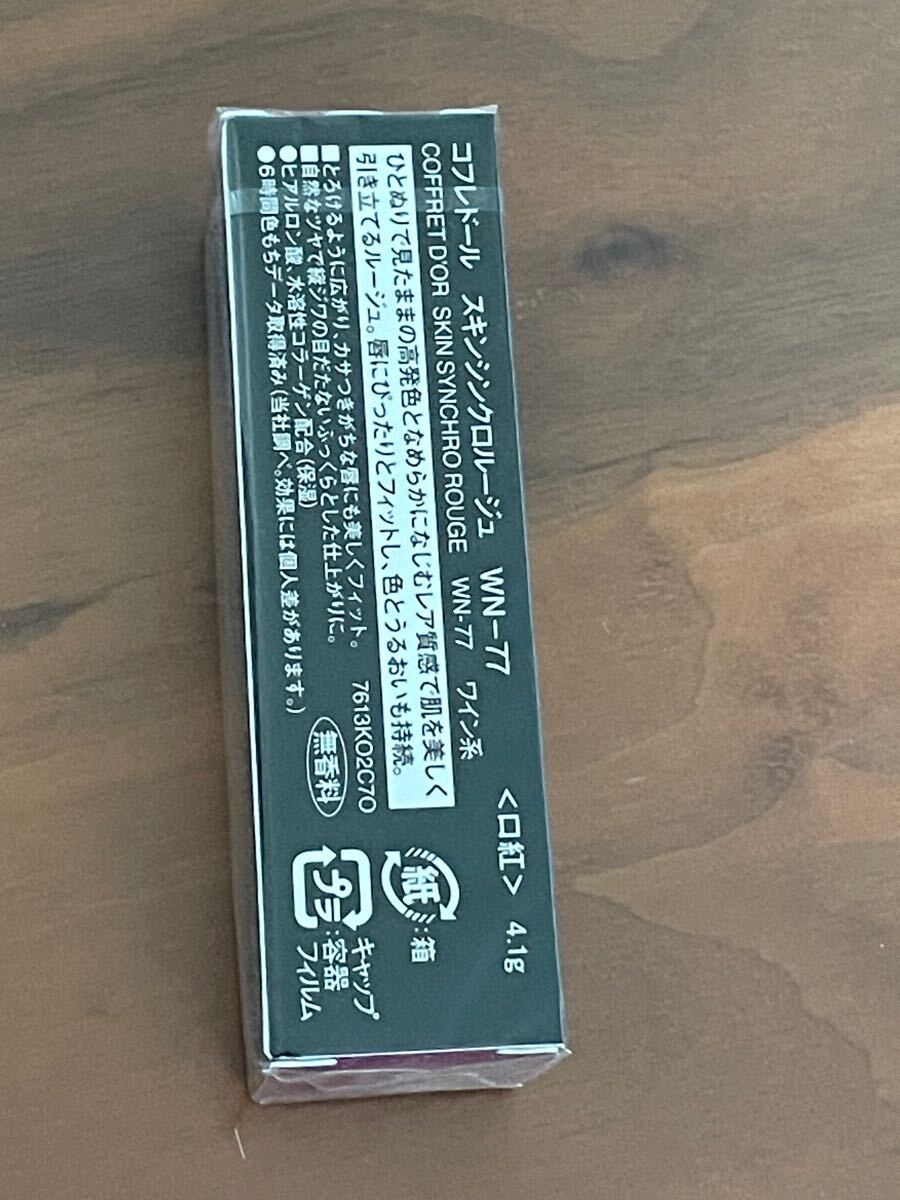 コフレドール スキンシンクロルージュ WN-77 <口紅> 4.1g
COFFRET D'OR SKIN SYNCHRO ROUGE WN-77 ワイン系
ひとぬりで見たままの高発色となめらかになじむレア質感で肌を美しく
引き立てるルージュ。唇にぴったりとフィットし、色とうるおいも持続。
■とろけるように広がり、カサつきがちな唇にも美しくフィット。
■自然なツヤで縦ジワの目だたないふっくらとした仕上がりに。
●ヒアルロン酸、水溶性コラーゲン配合(保湿)
●6時間色もちデータ取得済み(当社調べ。効果には個人差があります。)
7613K02C70
無香料
紙:箱
プラ:キャップ
容器
フィルム